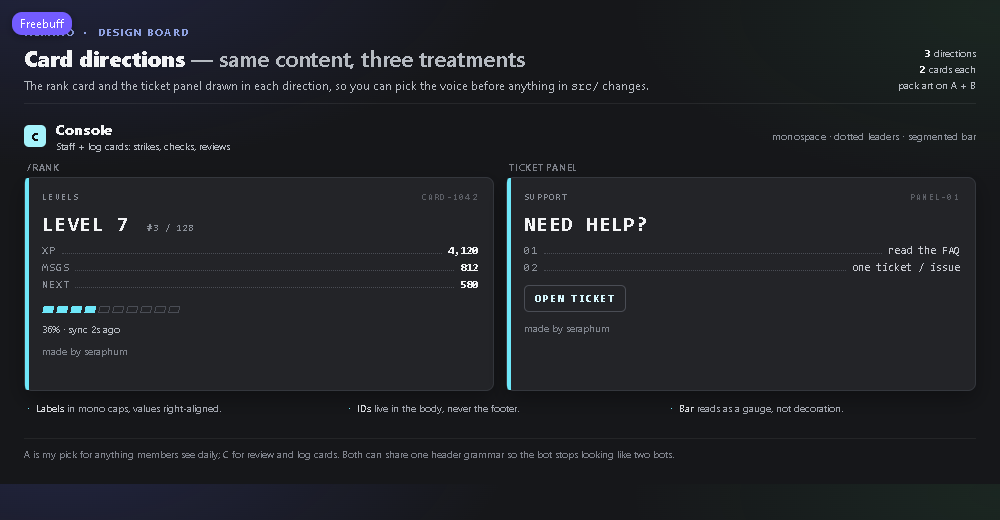 Freebuff
· DESIGN BOARD
Card directions — same content, three treatments
The rank card and the ticket panel drawn in each direction, so you can pick the voice before anything in src/ changes.
3 directions
2 cards each
pack art on A + B
C
Console
Staff + log cards: strikes, checks, reviews
monospace · dotted leaders · segmented bar
/RANK
LEVELS
CARD-1042
LEVEL 7 #3 / 128
XP 4,120
MSGS 812
NEXT 580
36% · sync 2s ago
made by seraphum
TICKET PANEL
SUPPORT
PANEL-01
NEED HELP?
01 read the FAQ
02 one ticket / issue
OPEN TICKET
made by seraphum
· Labels in mono caps, values right-aligned.
· IDs live in the body, never the footer.
· Bar reads as a gauge, not decoration.
A is my pick for anything members see daily; C for review and log cards. Both can share one header grammar so the bot stops looking like two bots.